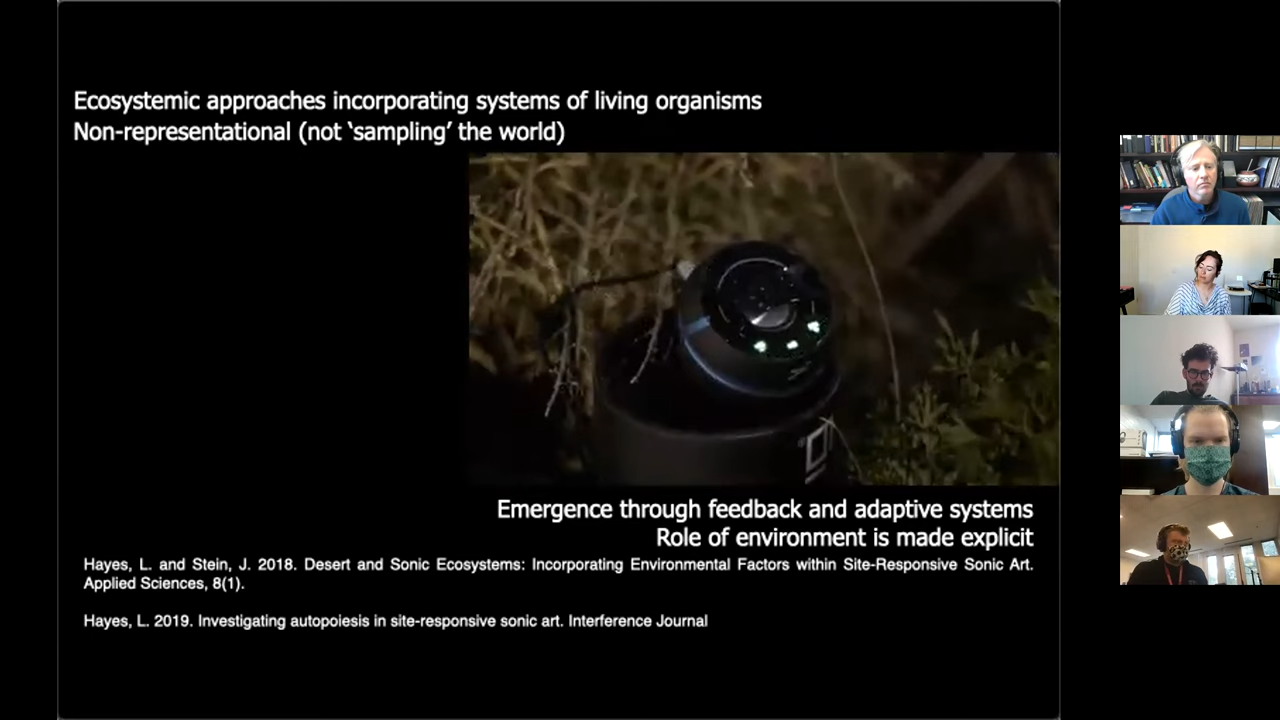 Ecosystemic approaches incorporating systems of living organisms
Non-representational (not ‘sampling’ the world)
Emergence through feedback and adaptive systems
Role of environment is made explicit
Hayes, L. and Stein, J. 2018. Desert and Sonic Ecosystems: Incorporating Environmental Factors within Site-Responsive Sonic Art.
Applied Sciences, 8(1).
Hayes, L. 2019. Investigating autopoiesis in site-responsive sonic art. Interference Journal